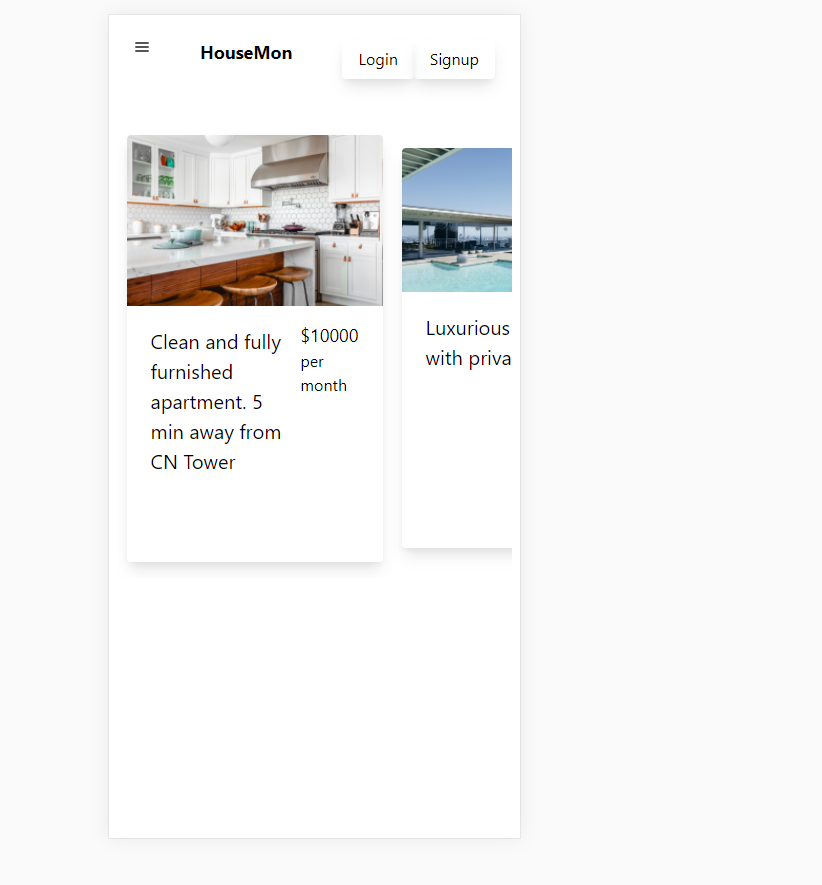 HouseMon
Login
Signup
Clean and fully
furnished
apartment. 5
min away from
CN Tower
$10000
per
month
Luxurious
with priva